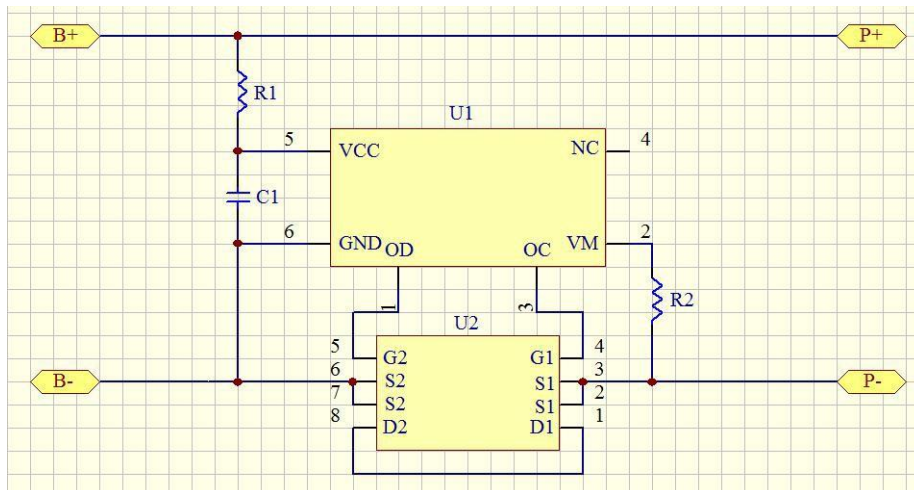 B+ P+
R1
U1
5 VCC NC 4
C1
6 GND OD OC VM 2
1 3 R2
U2
5 G2 G1 4
B- 6 S2 S1 3 P-
7 S2 S1 2
8 D2 D1 1